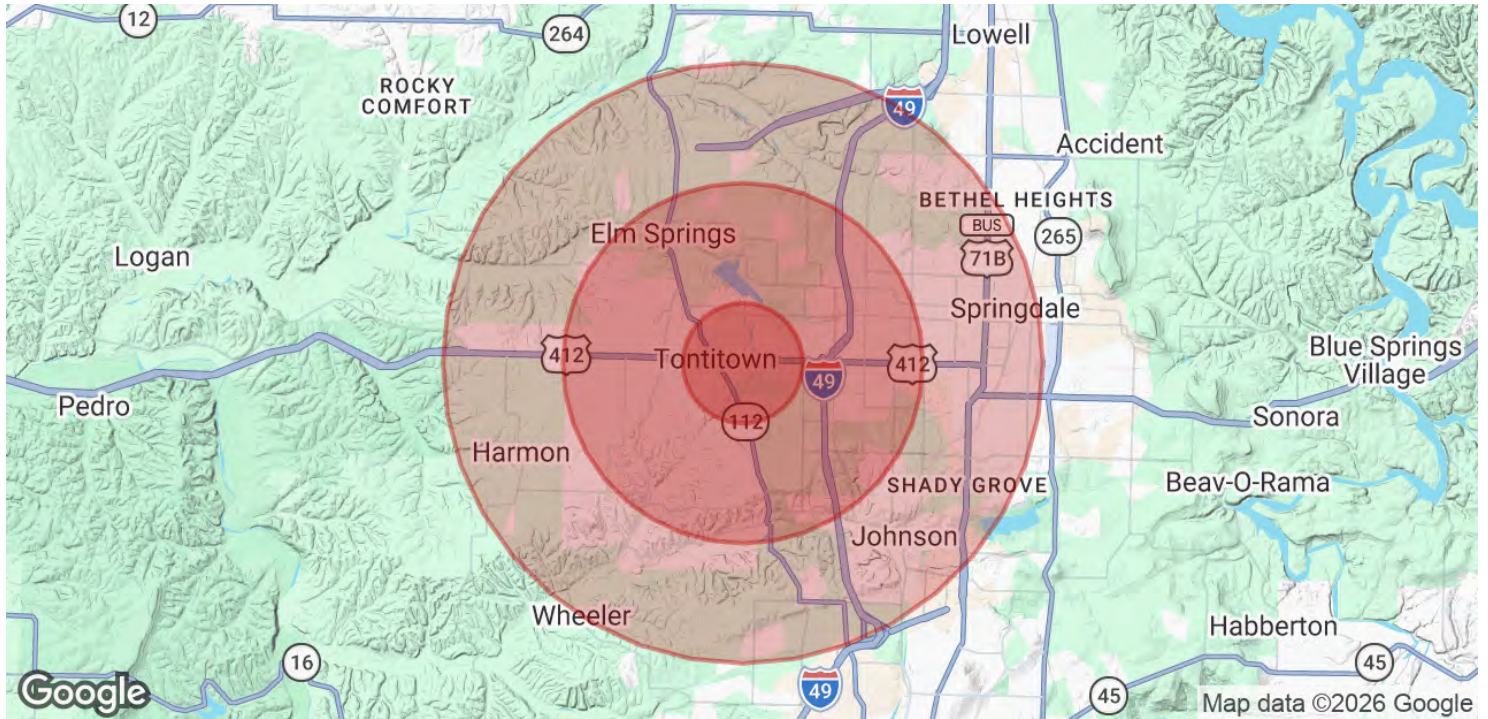 12
264
Lowell
ROCKY
COMFORT
49
Accident
BETHEL HEIGHTS
BUS
71B
265
Elm Springs
Logan
Springdale
412
Tontitown
49
412
Blue Springs
Village
Pedro
112
Sonora
Harmon
SHADY GROVE
Beav-O-Rama
Johnson
Wheeler
Habberton
16
45
49
45
Google
Map data ©2026 Google